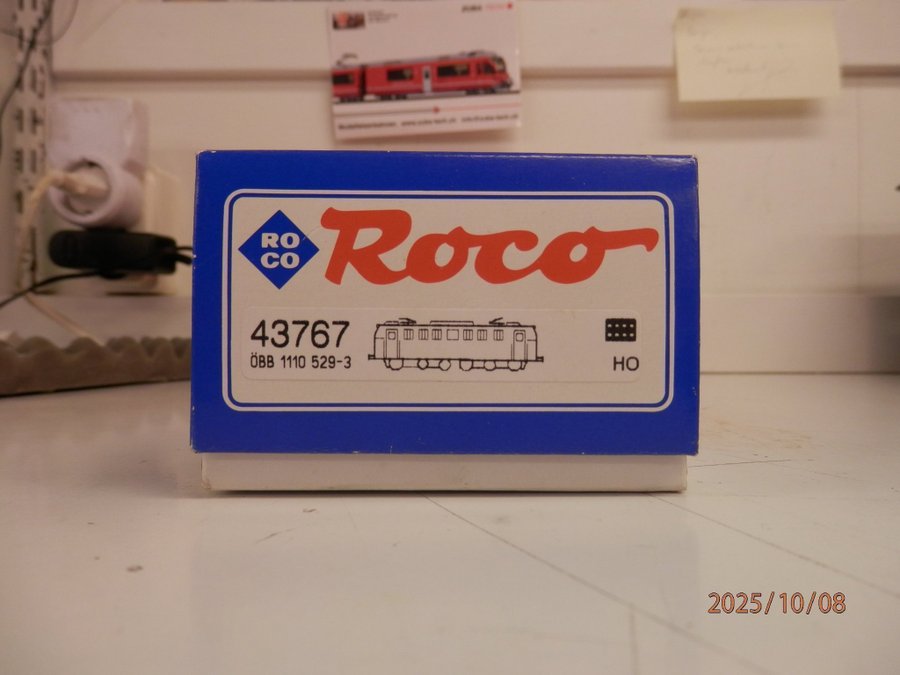 RO
CO
Roco
43767
ÖBB 1110 529-3
HO
2025/10/08